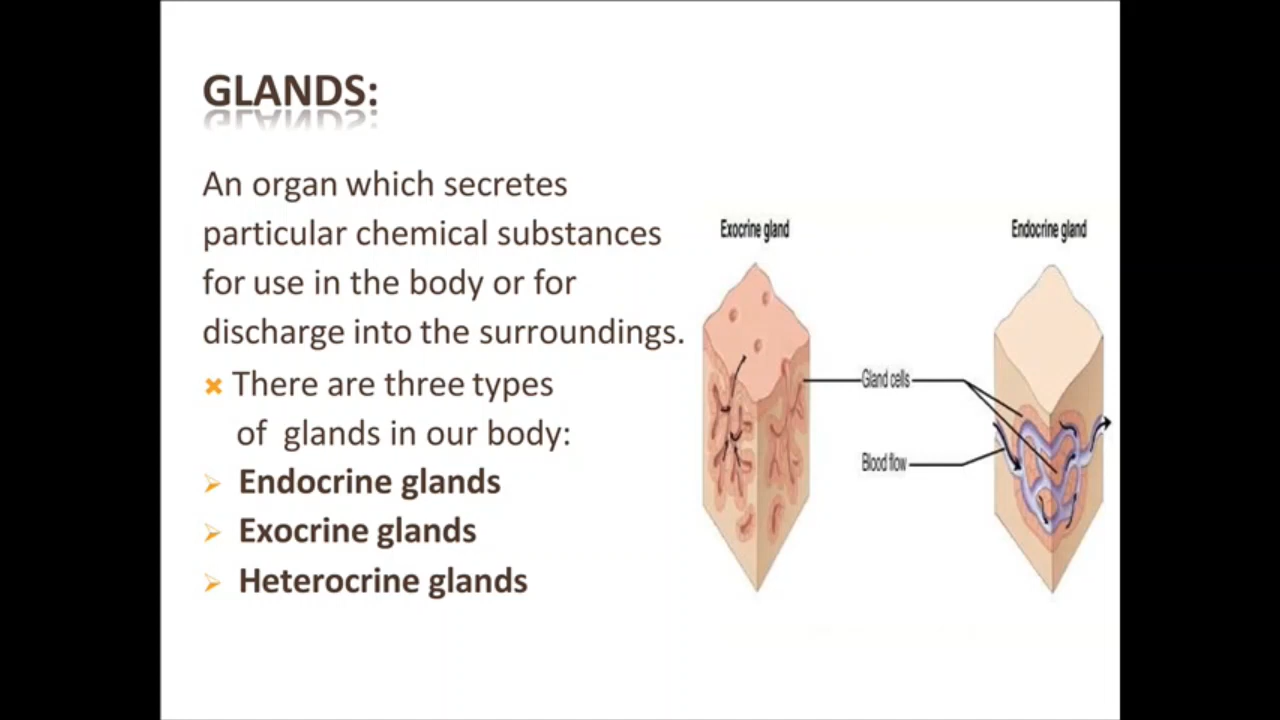 GLANDS:
An organ which secretes
particular chemical substances
for use in the body or for
discharge into the surroundings.
There are three types
of glands in our body:
Endocrine glands
Exocrine glands
Heterocrine glands
Exocrine gland
Endocrine gland
Gland cells
Blood flow